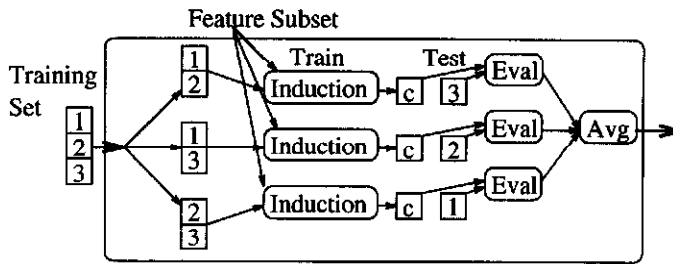 Feature Subset
Training Set
1
2
3
1
2
Train
Induction
c
Test
3
Eval
1
3
Induction
c
2
Eval
Avg
2
3
Induction
c
1
Eval